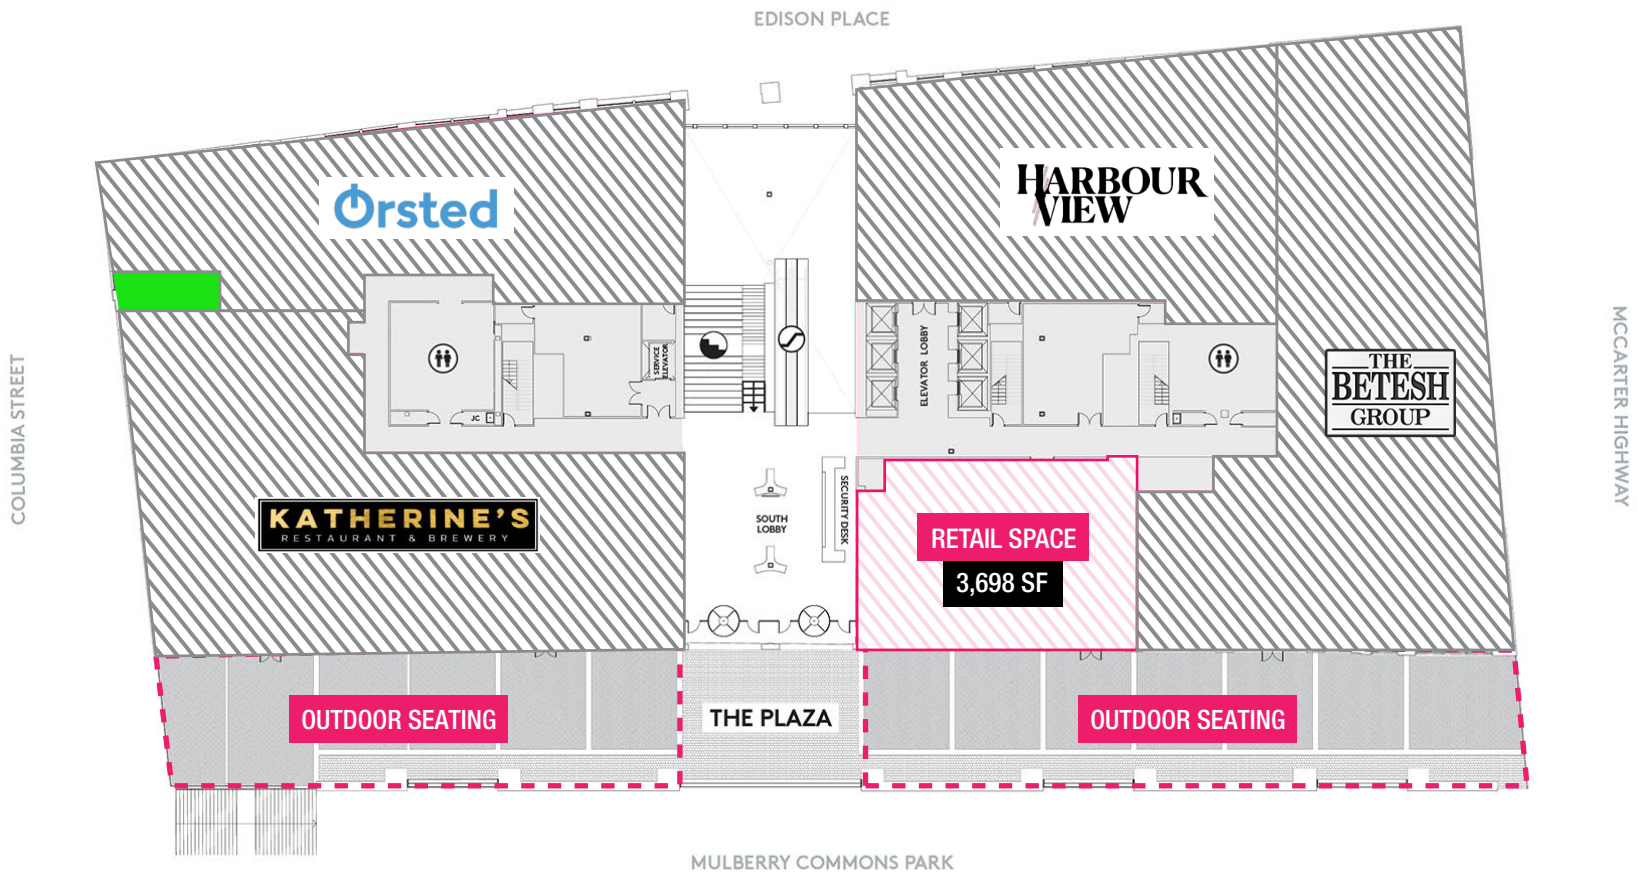 EDISON PLACE
Ørsted
HARBOUR
VIEW
COLUMBIA STREET
MCCARTER HIGHWAY
SERVICE
ELEVATOR
ELEVATOR LOBBY
JC
THE
BETESH
GROUP
KATHERINE'S
RESTAURANT & BREWERY
SOUTH
LOBBY
SECURITY DESK
RETAIL SPACE
3,698 SF
OUTDOOR SEATING
THE PLAZA
OUTDOOR SEATING
MULBERRY COMMONS PARK